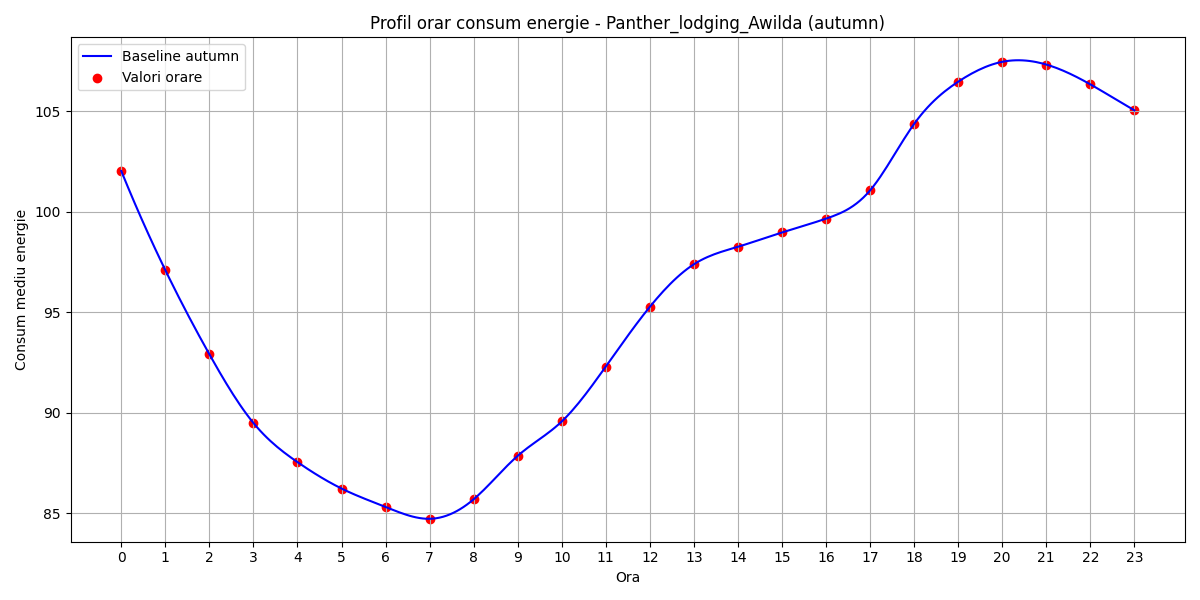 Profil orar consum energie - Panther_lodging_Awilda (autumn)
Baseline autumn
Valori orare
Consum mediu energie
105
100
95
90
85
0 1 2 3 4 5 6 7 8 9 10 11 12 13 14 15 16 17 18 19 20 21 22 23
Ora